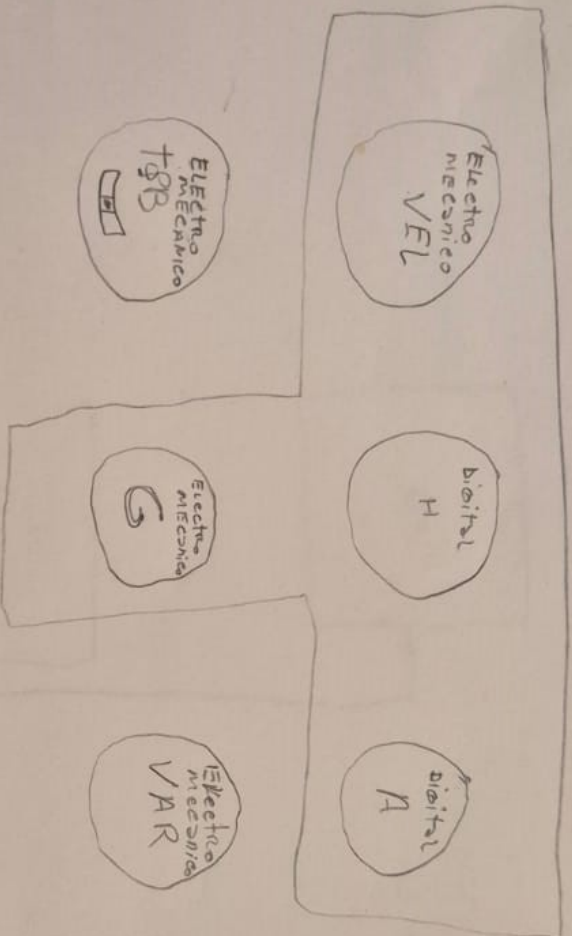 Electro
MEcanico
VEL
Digital
H
Digital
A
ELECTRO
MECANICO
T&B
Electro
MEcanico
G
Electro
Mecanico
VAR